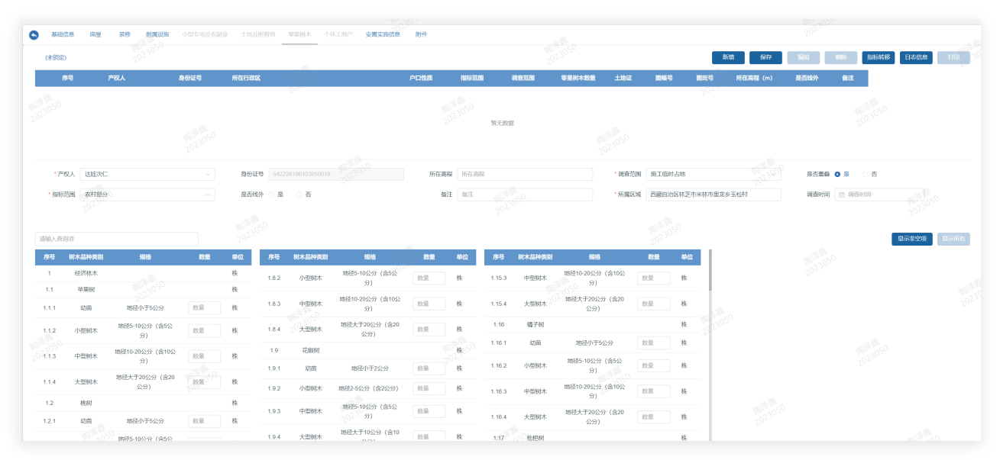 基础信息 房屋 装修 附属设施 小型专项及农副业 土地及附着物 零星树木 个体工商户 安置实施信息 附件
(未锁定) 新增 保存 编辑 删除 指标转移 日志信息 打印
序号 产权人 身份证号 所在行政区 户口性质 指标范围 调查范围 零星树木数量 土地证 图幅号 图斑号 所在高程（m） 是否线外 备注
暂无数据
* 产权人 达娃次仁 身份证号 542226196103050019 所在高程 所在高程 * 调查范围 施工临时占地 是否重叠 是 否
* 指标范围 农村部分 是否线外 是 否 备注 备注 * 所属区域 西藏自治区林芝市米林市里龙乡玉松村 调查时间 调查时间
请输入查询项 显示非空项 显示所有
序号 树木品种类别 规格 数量 单位
1 经济林木 株
1.1 苹果树 株
1.1.1 幼苗 地径小于5公分 数量 株
1.1.2 小型树木 地径5-10公分（含5公分） 数量 株
1.1.3 中型树木 地径10-20公分（含10公分） 数量 株
1.1.4 大型树木 地径大于20公分（含20公分） 数量 株
1.2 桃树 株
1.2.1 幼苗 地径小于5公分 数量 株
地径5-10公分（含5公
序号 树木品种类别 规格 数量 单位
1.8.2 小型树木 地径5-10公分（含5公分） 数量 株
1.8.3 中型树木 地径10-20公分（含10公分） 数量 株
1.8.4 大型树木 地径大于20公分（含20公分） 数量 株
1.9 花椒树 株
1.9.1 幼苗 地径小于2公分 数量 株
1.9.2 小型树木 地径2-5公分（含2公分） 数量 株
1.9.3 中型树木 地径5-10公分（含5公分） 数量 株
1.9.4 大型树木 地径大于10公分（含10公分） 数量 株
序号 树木品种类别 规格 数量 单位
1.15.3 中型树木 地径10-20公分（含10公分） 数量 株
1.15.4 大型树木 地径大于20公分（含20公分） 数量 株
1.16 橘子树 株
1.16.1 幼苗 地径小于5公分 数量 株
1.16.2 小型树木 地径5-10公分（含5公分） 数量 株
1.16.3 中型树木 地径10-20公分（含10公分） 数量 株
1.16.4 大型树木 地径大于20公分（含20公分） 数量 株
1.17 枇杷树 株
陶泽鑫
2023050